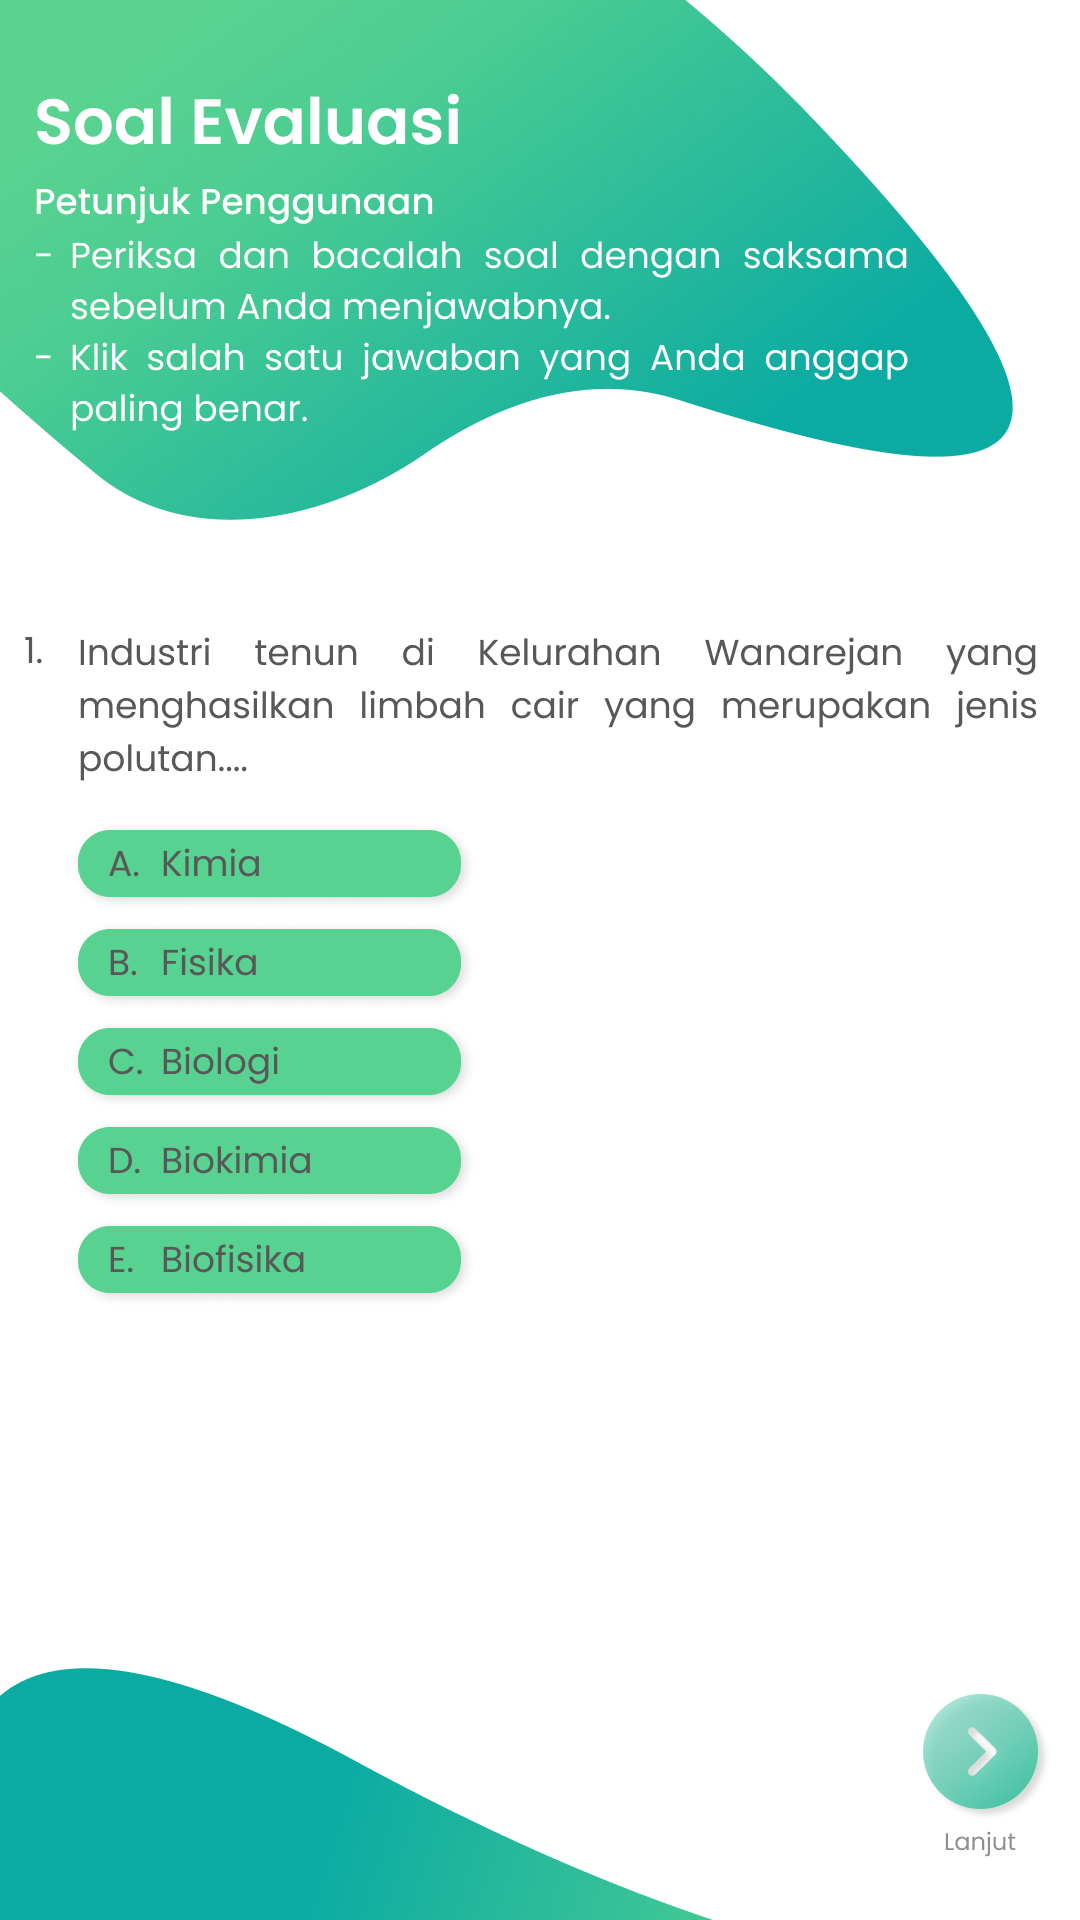 Soal Evaluasi
Petunjuk Penggunaan
- Periksa dan bacalah soal dengan saksama
sebelum Anda menjawabnya.
- Klik salah satu jawaban yang Anda anggap
paling benar.
1. Industri tenun di Kelurahan Wanarejan yang
menghasilkan limbah cair yang merupakan jenis
polutan....
A. Kimia
B. Fisika
C. Biologi
D. Biokimia
E. Biofisika
Lanjut